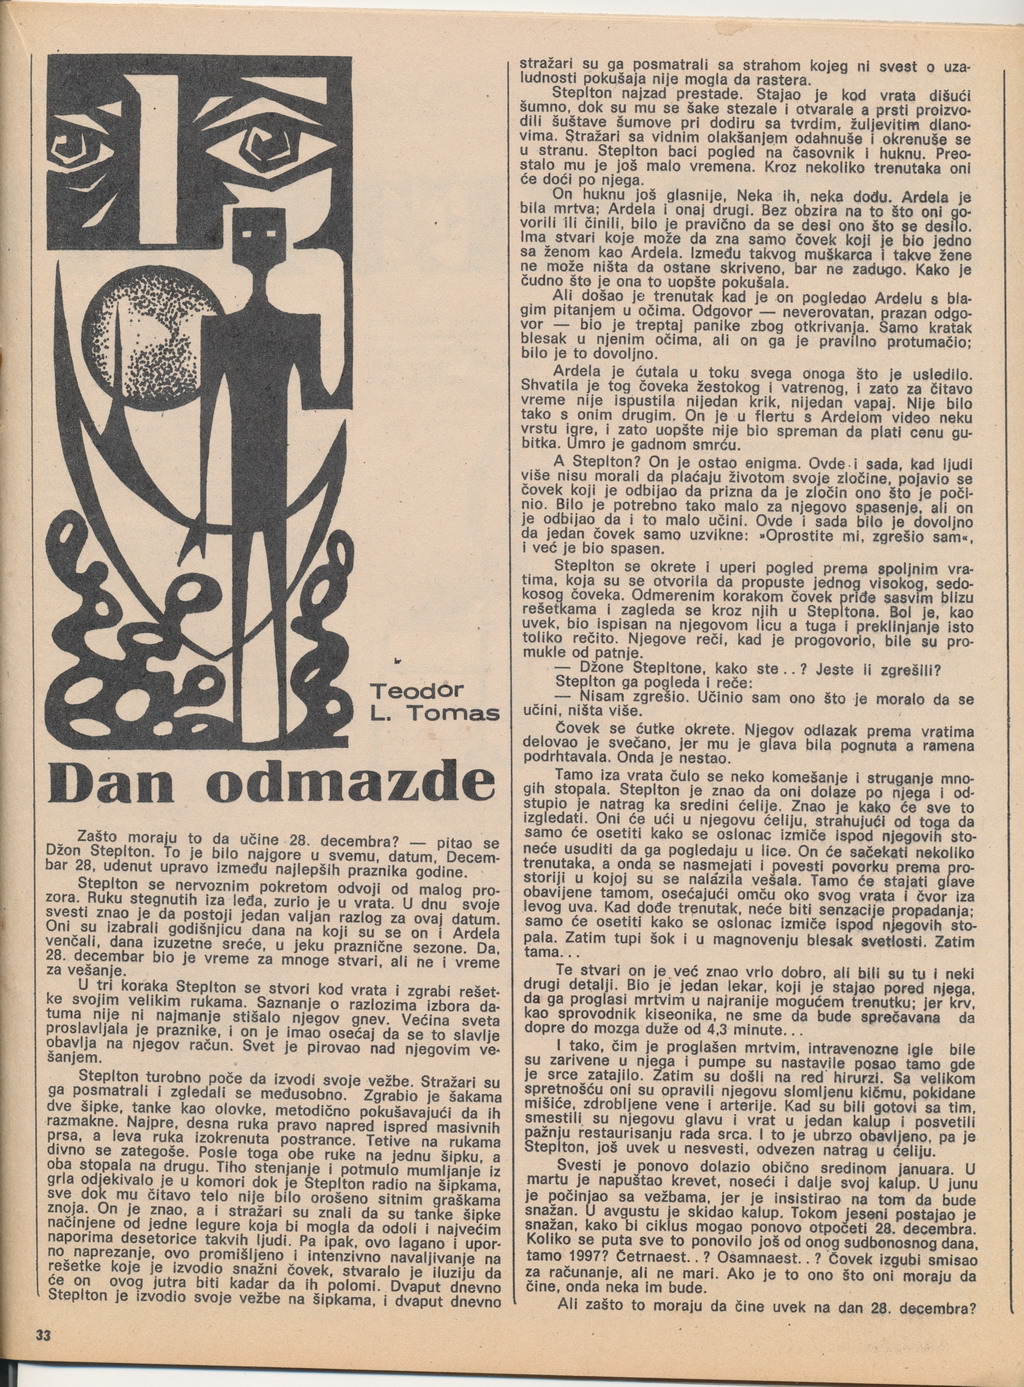 Teodor
L. Tomas
Dan odmazde
Zašto moraju to da učine 28. decembra? — pitao se
Džon Steplton. To je bilo najgore u svemu, datum, Decem-
bar 28, udenut upravo između najlepših praznika godine.
Steplton se nervoznim pokretom odvoji od malog pro-
zora. Ruku stegnutih iza leđa, zurio je u vrata. U dnu svoje
svesti znao je da postoji jedan valjan razlog za ovaj datum.
Oni su izabrali godišnjicu dana na koji su se on i Ardela
venčali, dana izuzetne sreće, u jeku praznične sezone. Da,
28. decembar bio je vreme za mnoge stvari, ali ne i vreme
za vešanje.
U tri koraka Steplton se stvori kod vrata i zgrabi rešet-
ke svojim velikim rukama. Saznanje o razlozima izbora da-
tuma nije ni najmanje stišalo njegov gnev. Većina sveta
proslavljala je praznike, i on je imao osećaj da se to slavlje
obavlja na njegov račun. Svet je pirovao nad njegovim ve-
šanjem.
Steplton turobno poče da izvodi svoje vežbe. Stražari su
ga posmatrali i zgledali se međusobno. Zgrabio je šakama
dve šipke, tanke kao olovke, metodično pokušavajući da ih
razmakne. Najpre, desna ruka pravo napred ispred masivnih
prsa, a leva ruka izokrenuta postrance. Tetive na rukama
divno se zategoše. Posle toga obe ruke na jednu šipku, a
oba stopala na drugu. Tiho stenjanje i potmulo mumljanje iz
grla odjekivalo je u komori dok je Steplton radio na šipkama,
sve dok mu čitavo telo nije bilo orošeno sitnim graškama
znoja. On je znao, a i stražari su znali da su tanke šipke
načinjene od jedne legure koja bi mogla da odoli i najvećim
naporima desetorice takvih ljudi. Pa ipak, ovo lagano i upor-
no naprezanje, ovo promišljeno i intenzivno navaljivanje na
rešetke koje je izvodio snažni čovek, stvaralo je iluziju da
će on ovog jutra biti kadar da ih polomi. Dvaput dnevno
Steplton je izvodio svoje vežbe na šipkama, i dvaput dnevno
stražari su ga posmatrali sa strahom kojeg ni svest o uza-
ludnosti pokušaja nije mogla da rastera.
Steplton najzad prestade. Stajao je kod vrata dišući
šumno, dok su mu se šake stezale i otvarale a prsti proizvo-
dili šuštave šumove pri dodiru sa tvrdim, žuljevitim dlano-
vima. Stražari sa vidnim olakšanjem odahnuše i okrenuše se
u stranu. Steplton baci pogled na časovnik i huknu. Preo-
stalo mu je još malo vremena. Kroz nekoliko trenutaka oni
će doći po njega.
On huknu još glasnije, Neka ih, neka dođu. Ardela je
bila mrtva; Ardela i onaj drugi. Bez obzira na to što oni go-
vorili ili činili, bilo je pravično da se desi ono što se desilo.
Ima stvari koje može da zna samo čovek koji je bio jedno
sa ženom kao Ardela. Između takvog muškarca i takve žene
ne može ništa da ostane skriveno, bar ne zadugo. Kako je
čudno što je ona to uopšte pokušala.
Ali došao je trenutak kad je on pogledao Ardelu s bla-
gim pitanjem u očima. Odgovor — neverovatan, prazan odgo-
vor — bio je treptaj panike zbog otkrivanja. Samo kratak
blesak u njenim očima, ali on ga je pravilno protumačio;
bilo je to dovoljno.
Ardela je ćutala u toku svega onoga što je usledilo.
Shvatila je tog čoveka žestokog i vatrenog, i zato za čitavo
vreme nije ispustila nijedan krik, nijedan vapaj. Nije bilo
tako s onim drugim. On je u flertu s Ardelom video neku
vrstu igre, i zato uopšte nije bio spreman da plati cenu gu-
bitka. Umro je gadnom smrću.
A Steplton? On je ostao enigma. Ovde i sada, kad ljudi
više nisu morali da plaćaju životom svoje zločine, pojavio se
čovek koji je odbijao da prizna da je zločin ono što je poči-
nio. Bilo je potrebno tako malo za njegovo spasenje, ali on
je odbijao da i to malo učini. Ovde i sada bilo je dovoljno
da jedan čovek samo uzvikne: »Oprostite mi, zgrešio sam«,
i već je bio spasen.
Steplton se okrete i uperi pogled prema spoljnim vra-
tima, koja su se otvorila da propuste jednog visokog, sedo-
kosog čoveka. Odmerenim korakom čovek priđe sasvim blizu
rešetkama i zagleda se kroz njih u Stepltona. Bol je, kao
uvek, bio ispisan na njegovom licu a tuga i preklinjanje isto
toliko rečito. Njegove reči, kad je progovorio, bile su pro-
mukle od patnje.
— Džone Stepltone, kako ste..? Jeste li zgrešili?
Steplton ga pogleda i reče:
— Nisam zgrešio. Učinio sam ono što je moralo da se
učini, ništa više.
Čovek se ćutke okrete. Njegov odlazak prema vratima
delovao je svečano, jer mu je glava bila pognuta a ramena
podrhtavala. Onda je nestao.
Tamo iza vrata čulo se neko komešanje i struganje mno-
gih stopala. Steplton je znao da oni dolaze po njega i od-
stupio je natrag ka sredini ćelije. Znao je kako će sve to
izgledati. Oni će ući u njegovu ćeliju, strahujući od toga da
samo će osetiti kako se oslonac izmiče ispod njegovih sto-
neće usuditi da ga pogledaju u lice. On će sačekati nekoliko
trenutaka, a onda se nasmejati i povesti povorku prema pro-
storiji u kojoj su se nalazila vešala. Tamo će stajati glave
obavijene tamom, osećajući omču oko svog vrata i čvor iza
levog uva. Kad dođe trenutak, neće biti senzacije propadanja;
samo će osetiti kako se oslonac izmiče ispod njegovih sto-
pala. Zatim tupi šok i u magnovenju blesak svetlosti. Zatim
tama...
Te stvari on je već znao vrlo dobro, ali bili su tu i neki
drugi detalji. Bio je jedan lekar, koji je stajao pored njega,
da ga proglasi mrtvim u najranije mogućem trenutku; jer krv,
kao sprovodnik kiseonika, ne sme da bude sprečavana da
dopre do mozga duže od 4,3 minute...
I tako, čim je proglašen mrtvim, intravenozne igle bile
su zarivene u njega i pumpe su nastavile posao tamo gde
je srce zatajilo. Zatim su došli na red hirurzi. Sa velikom
spretnošću oni su opravili njegovu slomljenu kičmu, pokidane
mišiće, zdrobljene vene i arterije. Kad su bili gotovi sa tim,
smestili su njegovu glavu i vrat u jedan kalup i posvetili
pažnju restaurisanju rada srca. I to je ubrzo obavljeno, pa je
Steplton, još uvek u nesvesti, odvezen natrag u ćeliju.
Svesti je ponovo dolazio obično sredinom januara. U
martu je napuštao krevet, noseći i dalje svoj kalup. U junu
je počinjao sa vežbama, jer je insistirao na tom da bude
snažan. U avgustu je skidao kalup. Tokom jeseni postajao je
snažan, kako bi ciklus mogao ponovo otpočeti 28. decembra.
Koliko se puta sve to ponovilo još od onog sudbonosnog dana,
tamo 1997? Četrnaest..? Osamnaest..? Čovek izgubi smisao
za računanje, ali ne mari. Ako je to ono što oni moraju da
čine, onda neka im bude.
Ali zašto to moraju da čine uvek na dan 28. decembra?
33